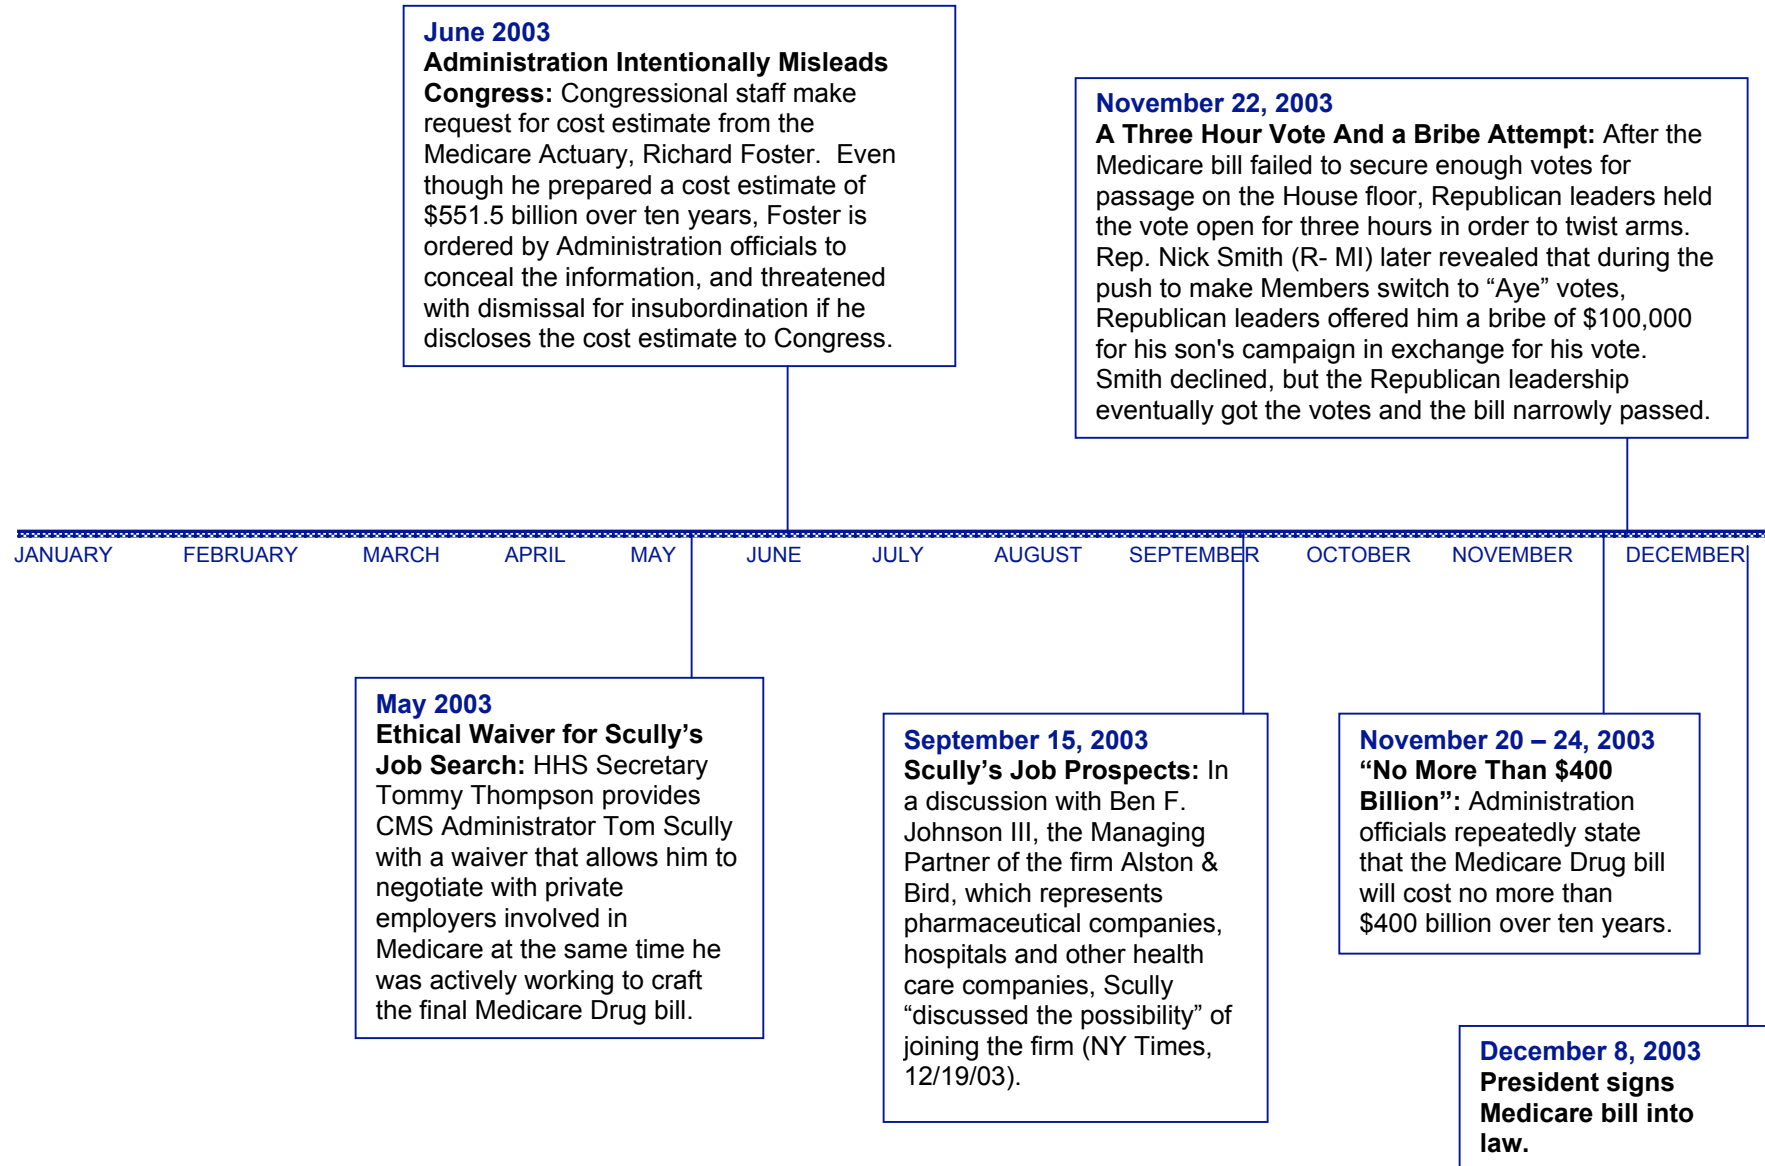 June 2003
Administration Intentionally Misleads
Congress: Congressional staff make
request for cost estimate from the
Medicare Actuary, Richard Foster.  Even
though he prepared a cost estimate of
$551.5 billion over ten years, Foster is
ordered by Administration officials to
conceal the information, and threatened
with dismissal for insubordination if he
discloses the cost estimate to Congress.
November 22, 2003
A Three Hour Vote And a Bribe Attempt: After the
Medicare bill failed to secure enough votes for
passage on the House floor, Republican leaders held
the vote open for three hours in order to twist arms.
Rep. Nick Smith (R- MI) later revealed that during the
push to make Members switch to “Aye” votes,
Republican leaders offered him a bribe of $100,000
for his son's campaign in exchange for his vote.
Smith declined, but the Republican leadership
eventually got the votes and the bill narrowly passed.
JANUARY FEBRUARY MARCH APRIL MAY JUNE JULY AUGUST SEPTEMBER OCTOBER NOVEMBER DECEMBER
May 2003
Ethical Waiver for Scully’s
Job Search: HHS Secretary
Tommy Thompson provides
CMS Administrator Tom Scully
with a waiver that allows him to
negotiate with private
employers involved in
Medicare at the same time he
was actively working to craft
the final Medicare Drug bill.
September 15, 2003
Scully’s Job Prospects: In
a discussion with Ben F.
Johnson III, the Managing
Partner of the firm Alston &
Bird, which represents
pharmaceutical companies,
hospitals and other health
care companies, Scully
“discussed the possibility” of
joining the firm (NY Times,
12/19/03).
November 20 – 24, 2003
“No More Than $400
Billion”: Administration
officials repeatedly state
that the Medicare Drug bill
will cost no more than
$400 billion over ten years.
December 8, 2003
President signs
Medicare bill into
law.